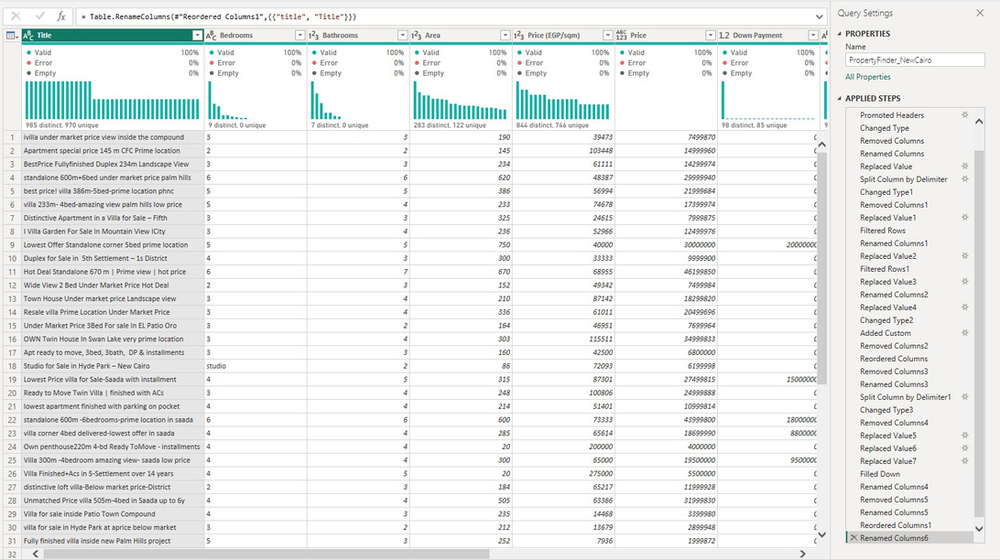 fx = Table.RenameColumns(#"Reordered Columns1",{{"title", "Title"}})
ABC Title ABC Bedrooms 123 Bathrooms 123 Area 123 Price (EGP/sqm) ABC 123 Price 1.2 Down Payment
Valid 100% Valid 100% Valid 100% Valid 100% Valid 100% Valid 100%
Error 0% Error 0% Error 0% Error 0% Error 0% Error 0%
Empty 0% Empty 0% Empty 0% Empty 0% Empty 0% Empty 0%
985 distinct, 970 unique 9 distinct, 0 unique 7 distinct, 0 unique 283 distinct, 122 unique 844 distinct, 746 unique 98 distinct, 85 unique
1 ivilla under market price view inside the compound 3 3 190 39473 7499870 0
2 Apartment special price 145 m CFC Prime location 2 2 145 103448 14999960 0
3 BestPrice Fullyfinished Duplex 234m Landscape View 3 3 234 61111 14299974 0
4 standalone 600m+6bed under market price palm hills 6 6 620 48387 29999940 0
5 best price! villa 386m-5bed-prime location phnc 5 5 386 56994 21999684 0
6 villa 233m- 4bed-amazing view palm hills low price 5 4 233 74678 17399974 0
7 Distinctive Apartment in a Villa for Sale – Fifth 3 3 325 24615 7999875 0
8 I Villa Garden For Sale In Mountain View ICity 3 4 236 52966 12499976 0
9 Lowest Offer Standalone corner 5bed prime location 5 5 750 40000 30000000 20000000
10 Duplex for Sale in 5th Settlement – 1s District 4 3 300 33333 9999900 0
11 Hot Deal Standalone 670 m | Prime view | hot price 6 7 670 68955 46199850 0
12 Wide View 2 Bed Under Market Price Hot Deal 2 3 152 49342 7499984 0
13 Town House Under market price Landscape view 3 4 210 87142 18299820 0
14 Resale villa Prime Location Under Market Price 3 4 336 61011 20499696 0
15 Under Market Price 3Bed For sale In EL Patio Oro 3 2 164 46951 7699964 0
16 OWN Twin House In Swan Lake very prime location 3 4 303 115511 34999833 0
17 Apt ready to move, 3bed, 3bath, DP & installments 3 3 160 42500 6800000 0
18 Studio for Sale in Hyde Park – New Cairo studio 2 86 72093 6199998 0
19 Lowest Price villa for Sale-Saada with installment 4 5 315 87301 27499815 15000000
20 Ready to Move Twin Villa | finished with ACs 3 4 248 100806 24999888 0
21 lowest apartment finished with parking on pocket 4 4 214 51401 10999814 0
22 standalone 600m -6bedrooms-prime location in saada 6 6 600 73333 43999800 18000000
23 villa corner 4bed delivered-lowest offer in saada 4 4 285 65614 18699990 8800000
24 Own penthouse220m 4-bd Ready ToMove - installments 4 4 20 200000 4000000 0
25 Villa 300m -4bedroom amazing view- saada low price 4 4 300 65000 19500000 9500000
26 Villa Finished+Acs in 5-Settlement over 14 years 4 5 20 275000 5500000 0
27 distinctive loft villa-Below market price-District 2 3 184 65217 11999928 0
28 Unmatched Price villa 505m-4bed in Saada up to 6y 4 4 505 63366 31999830 0
29 Villa for sale inside Patio Town Compound 4 3 235 14468 3399980 0
30 villa for sale in Hyde Park at aprice below market 3 2 212 13679 2899948 0
31 Fully finished villa inside new Palm Hills project 5 3 252 7936 1999872 0
32
Query Settings
PROPERTIES
Name
PropertyFinder_NewCairo
All Properties
APPLIED STEPS
Promoted Headers
Changed Type
Removed Columns
Renamed Columns
Replaced Value
Split Column by Delimiter
Changed Type1
Removed Columns1
Replaced Value1
Filtered Rows
Renamed Columns1
Replaced Value2
Filtered Rows1
Replaced Value3
Renamed Columns2
Replaced Value4
Changed Type2
Added Custom
Removed Columns2
Reordered Columns
Removed Columns3
Renamed Columns3
Split Column by Delimiter1
Changed Type3
Removed Columns4
Replaced Value5
Replaced Value6
Replaced Value7
Filled Down
Renamed Columns4
Removed Columns5
Renamed Columns5
Reordered Columns1
Renamed Columns6